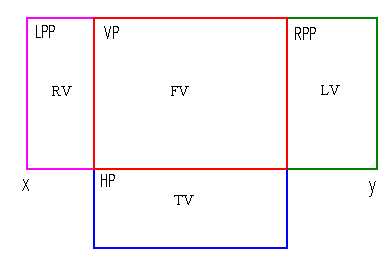 LPP VP RPP
RV FV LV
x HP y
TV